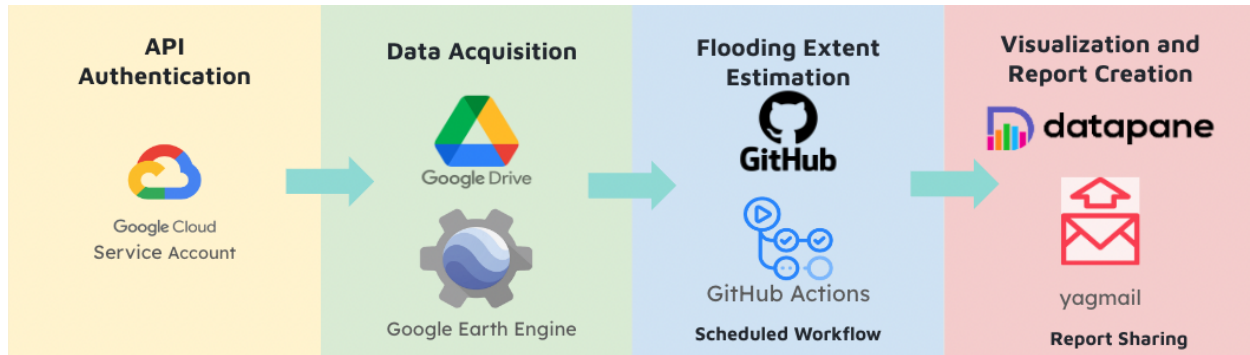 API
Authentication
Google Cloud
Service Account
Data Acquisition
Google Drive
Google Earth Engine
Flooding Extent
Estimation
GitHub
GitHub Actions
Scheduled Workflow
Visualization and
Report Creation
datapane
yagmail
Report Sharing